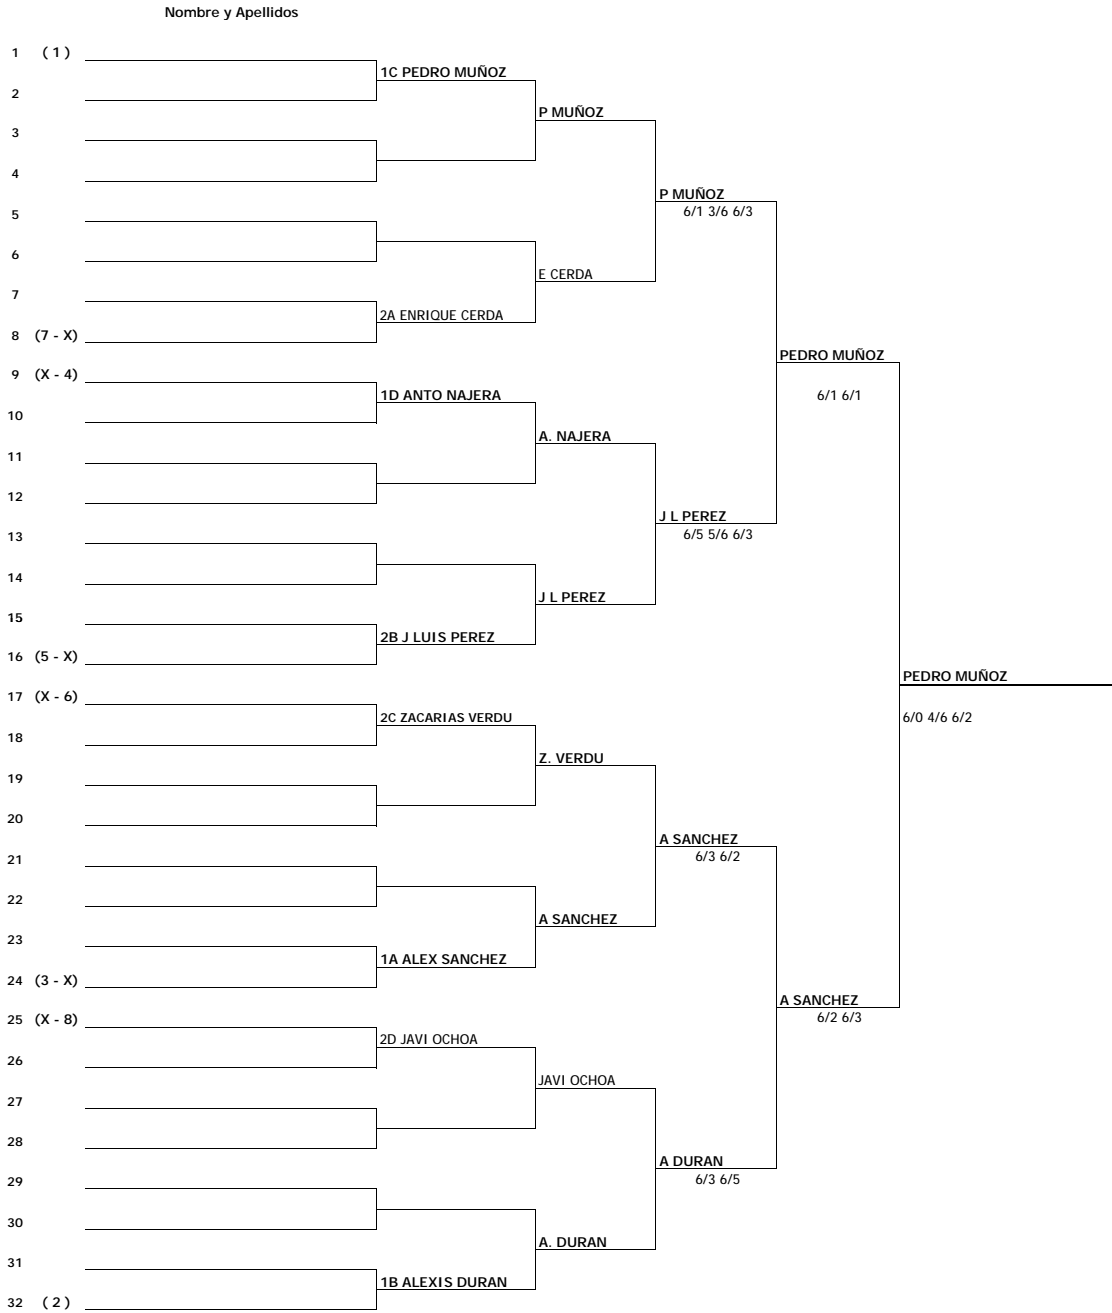 Nombre y Apellidos
1 ( 1 )
1C PEDRO MUÑOZ
2
P MUÑOZ
3
4
P MUÑOZ
5
6/1 3/6 6/3
6
E CERDA
7
2A ENRIQUE CERDA
8 (7 - X)
PEDRO MUÑOZ
9 (X - 4)
1D ANTO NAJERA
6/1 6/1
10
A. NAJERA
11
12
J L PEREZ
13
6/5 5/6 6/3
14
J L PEREZ
15
2B J LUIS PEREZ
16 (5 - X)
PEDRO MUÑOZ
17 (X - 6)
2C ZACARIAS VERDU
6/0 4/6 6/2
18
Z. VERDU
19
20
A SANCHEZ
21
6/3 6/2
22
A SANCHEZ
23
1A ALEX SANCHEZ
24 (3 - X)
A SANCHEZ
25 (X - 8)
6/2 6/3
2D JAVI OCHOA
26
JAVI OCHOA
27
28
A DURAN
29
6/3 6/5
30
A. DURAN
31
1B ALEXIS DURAN
32 ( 2 )